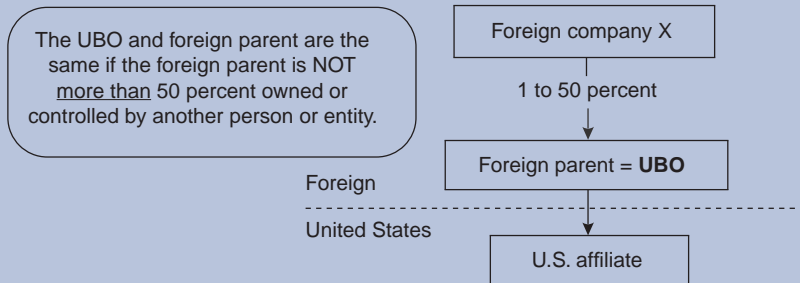 The UBO and foreign parent are the
same if the foreign parent is NOT
more than 50 percent owned or
controlled by another person or entity.
Foreign company X
1 to 50 percent
Foreign parent = UBO
Foreign
United States
U.S. affiliate